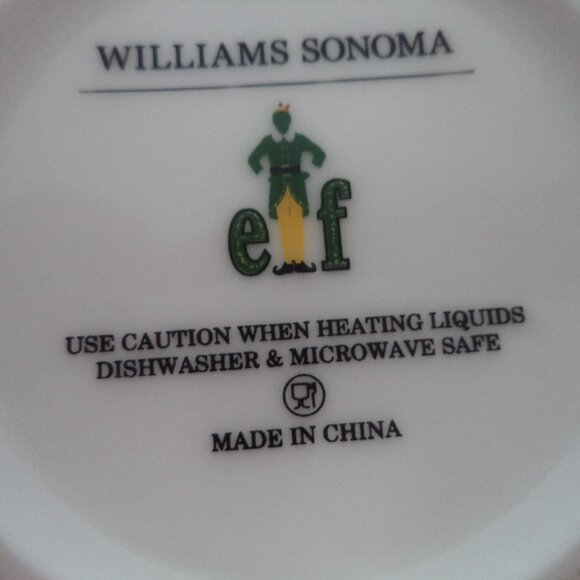 WILLIAMS SONOMA
elf
USE CAUTION WHEN HEATING LIQUIDS
DISHWASHER & MICROWAVE SAFE
MADE IN CHINA